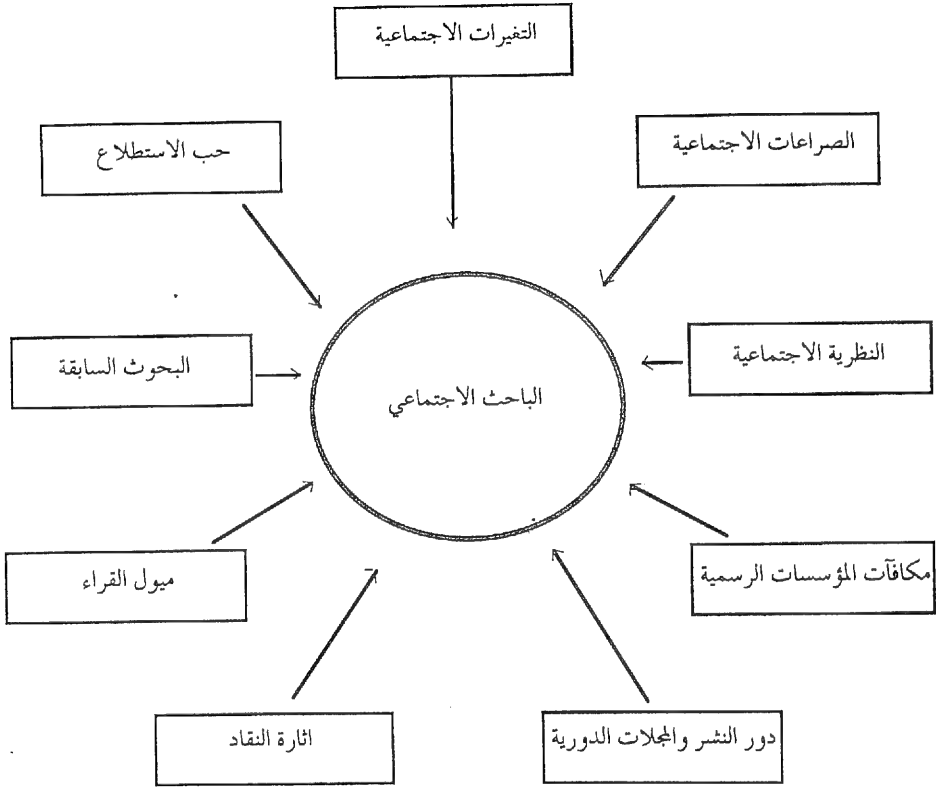 التغيرات الاجتماعية
الصراعات الاجتماعية
حب الاستطلاع
النظرية الاجتماعية
البحوث السابقة
الباحث الاجتماعي
مكافآت المؤسسات الرسمية
ميول القراء
دور النشر والمجلات الدورية
اثارة النقاد